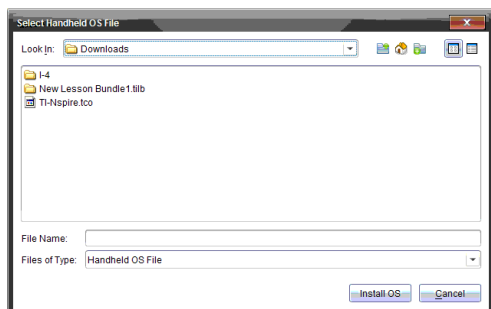 Select Handheld OS File
Look In: Downloads
I-4
New Lesson Bundle1.tilb
TI-Nspire.tco
File Name:
Files of Type: Handheld OS File
Install OS Cancel